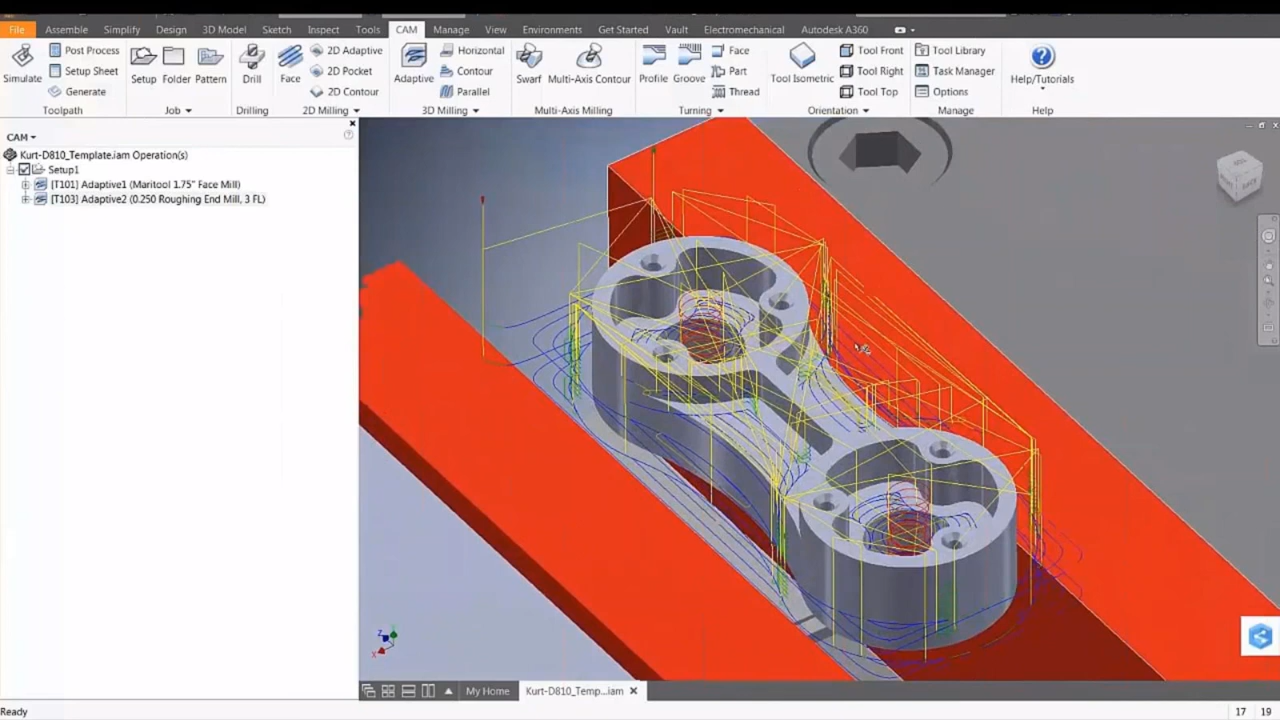 File Assemble Simplify Design 3D Model Sketch Inspect Tools CAM Manage View Environments Get Started Vault Electromechanical Autodesk A360
Post Process 2D Adaptive Horizontal Face Tool Front Tool Library
Simulate Setup Sheet Setup Folder Pattern Drill Face 2D Pocket Adaptive Contour Swarf Multi-Axis Contour Profile Groove Part Tool Isometric Tool Right Task Manager Help/Tutorials
Generate 2D Contour Parallel Thread Tool Top Options
Toolpath Job Drilling 2D Milling 3D Milling Multi-Axis Milling Turning Orientation Manage Help
CAM
Kurt-D810_Template.iam Operation(s)
Setup1
[T101] Adaptive1 (Maritool 1.75" Face Mill)
[T103] Adaptive2 (0.250 Roughing End Mill, 3 FL)
Z
X
My Home Kurt-D810_Temp...iam
Ready 17 19